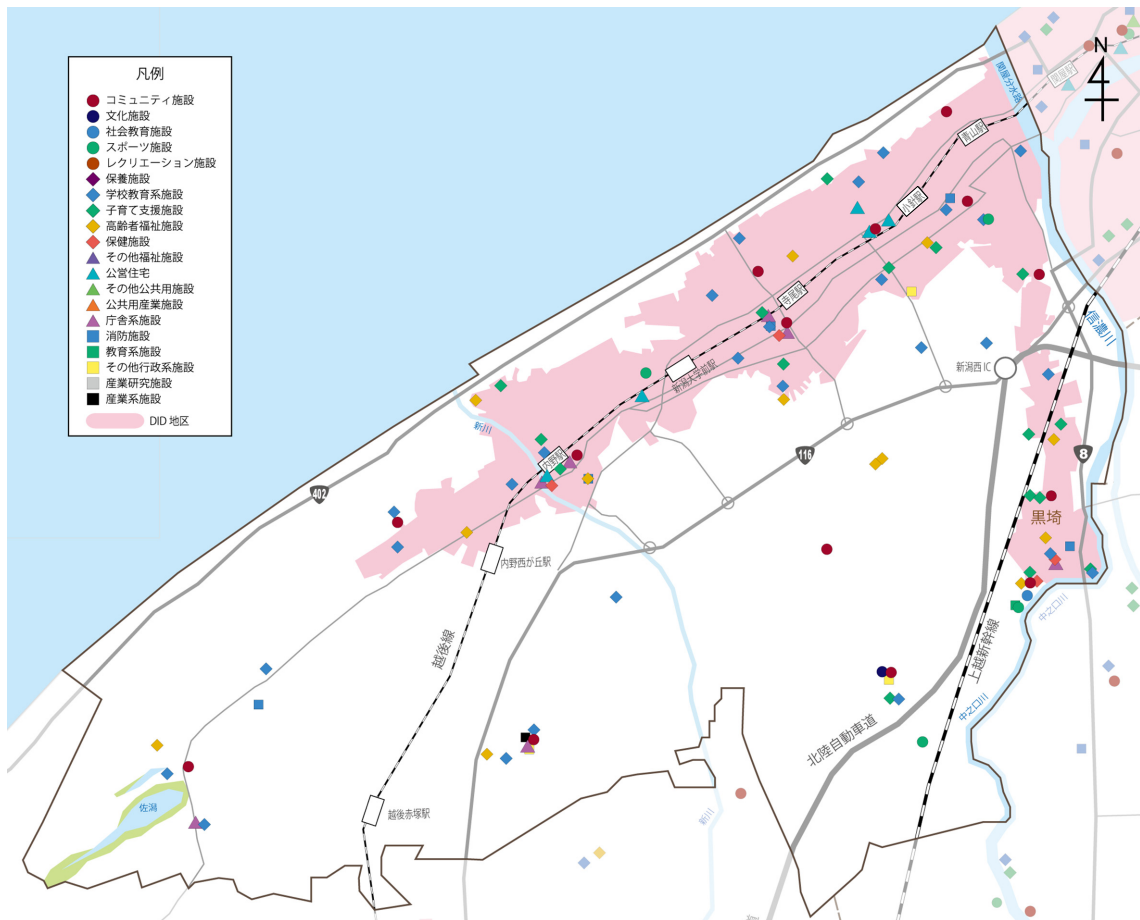 凡例
コミュニティ施設
文化施設
社会教育施設
スポーツ施設
レクリエーション施設
保養施設
学校教育系施設
子育て支援施設
高齢者福祉施設
保健施設
その他福祉施設
公営住宅
その他公共用施設
公共用産業施設
庁舎系施設
消防施設
教育系施設
その他行政系施設
産業研究施設
産業系施設
DID 地区
N
関屋分水路
関屋駅
青山駅
小針駅
寺尾駅
新潟大学前駅
新潟西 IC
信濃川
新川
内野駅
116
8
402
黒埼
内野西が丘駅
中之口川
越後線
上越新幹線
中之口川
北陸自動車道
佐潟
越後赤塚駅
新川